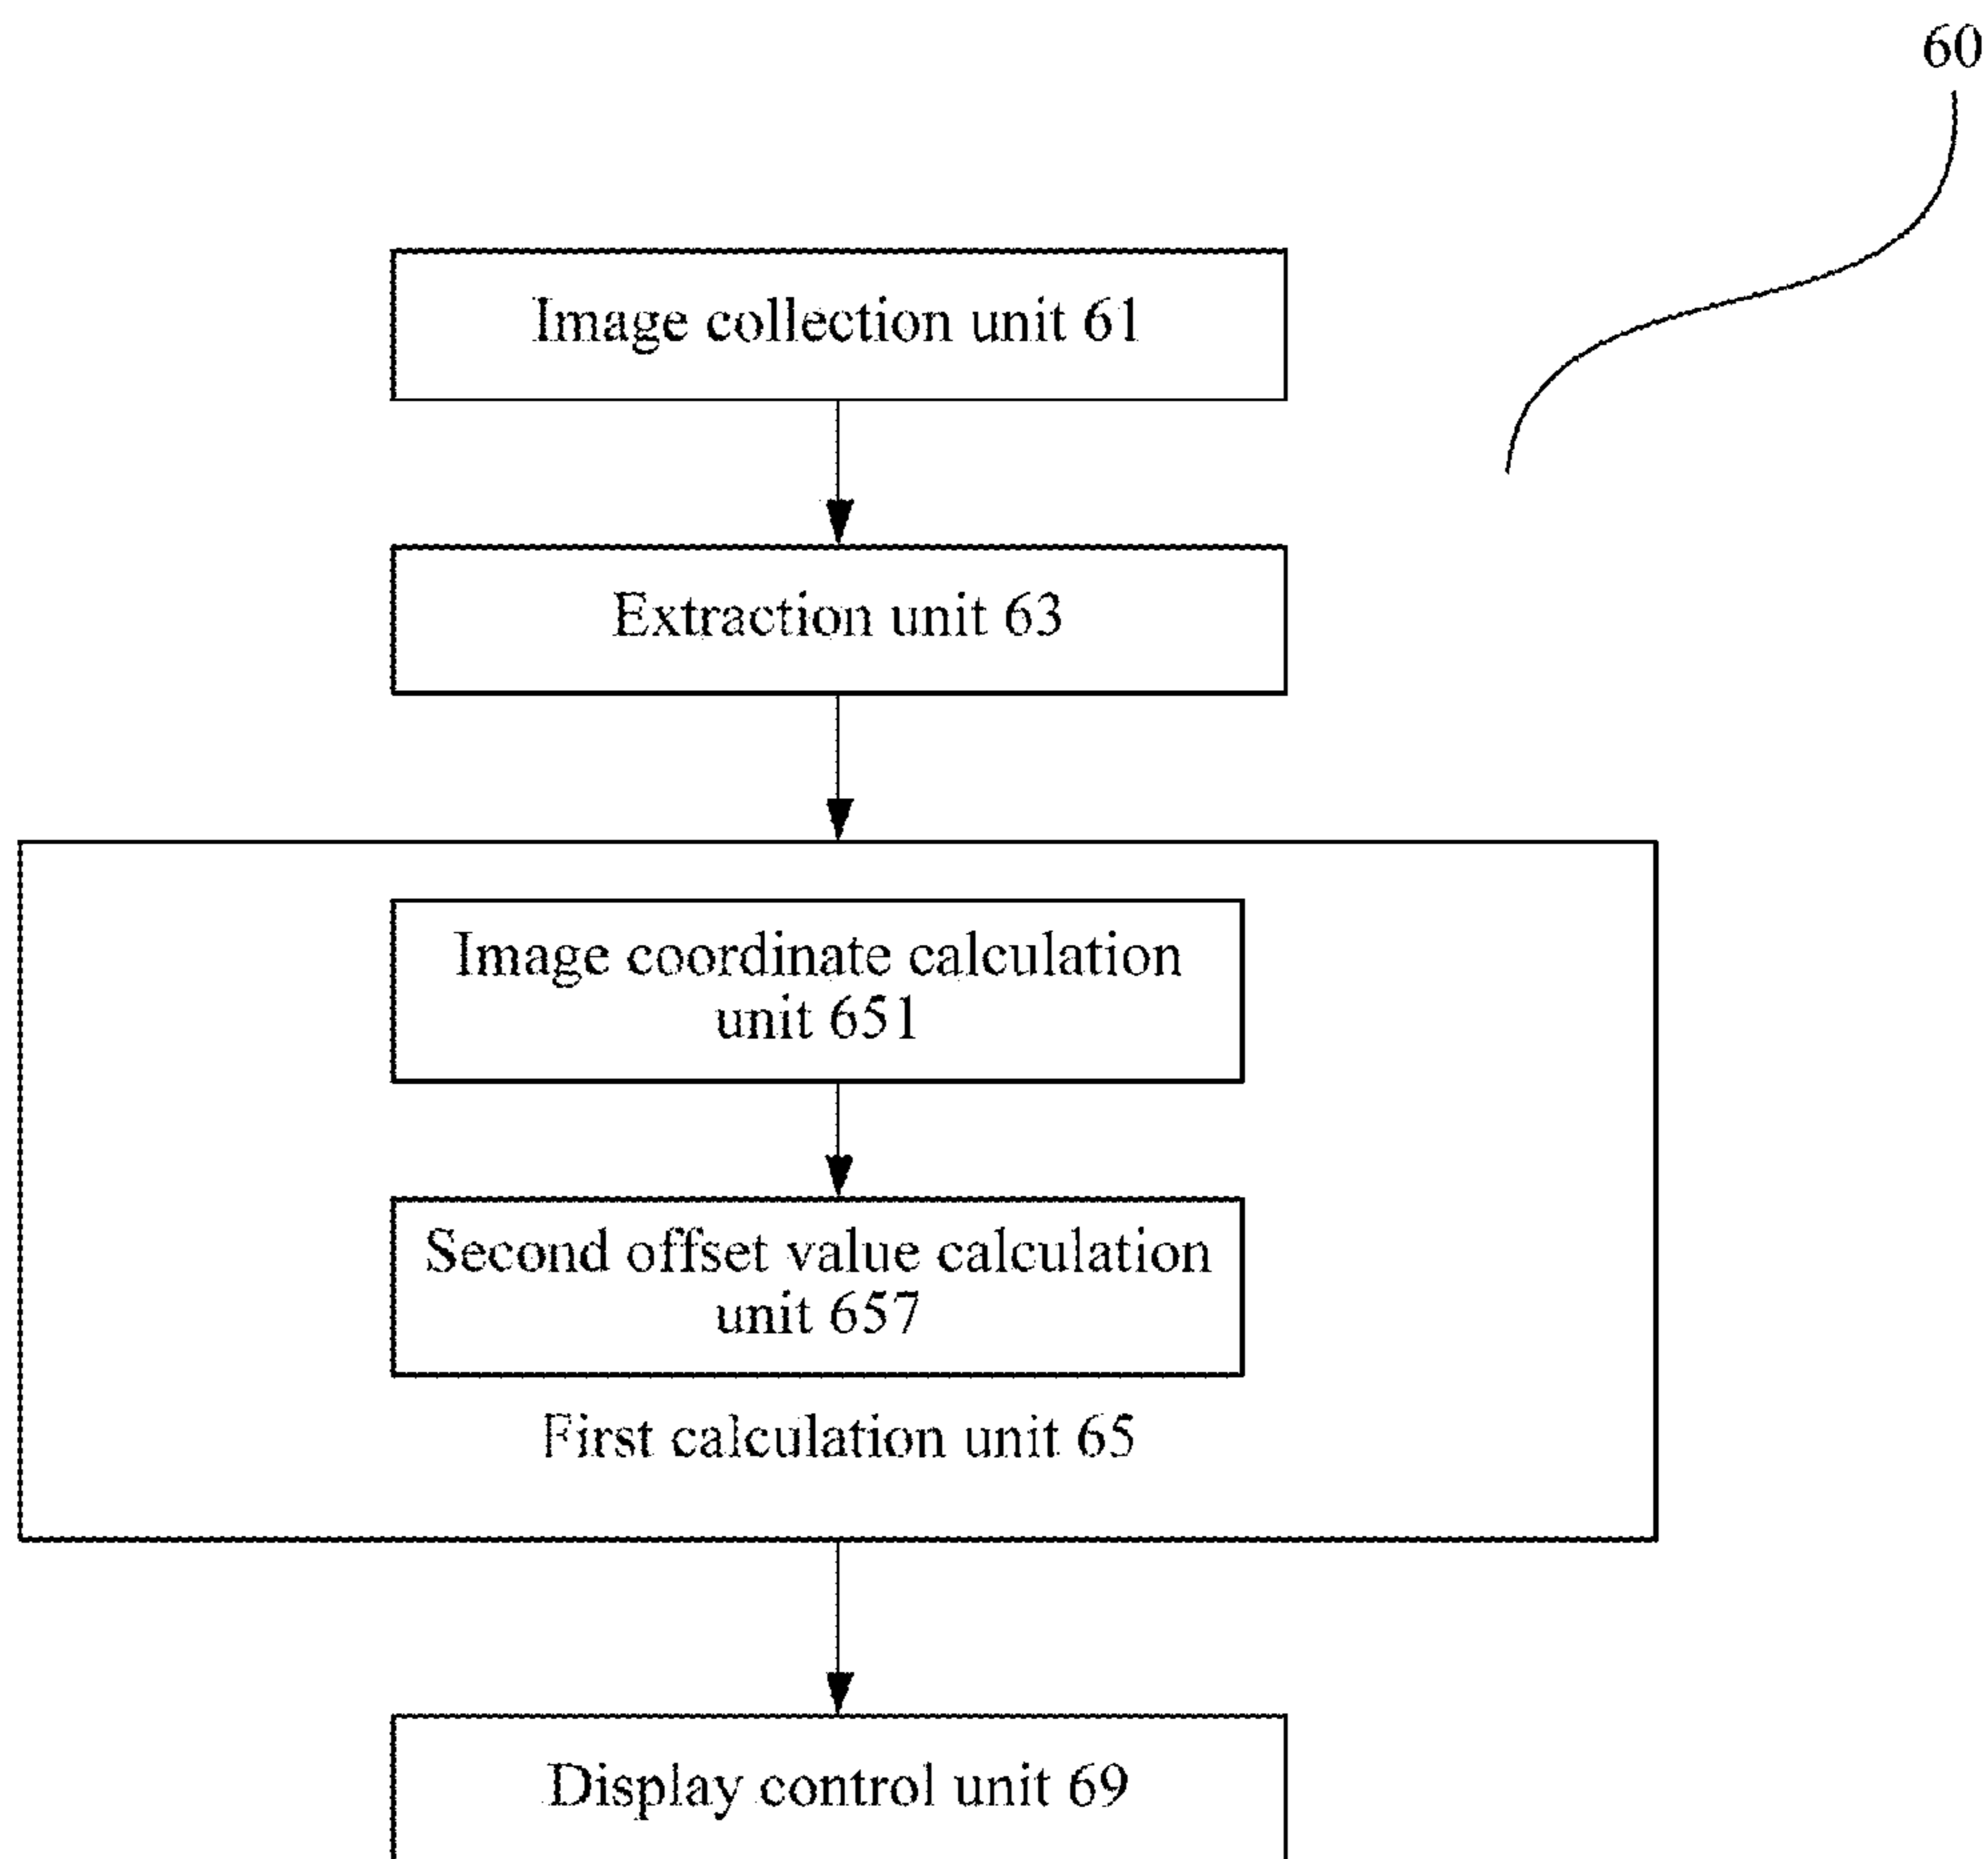 60
Image collection unit 61
Extraction unit 63
Image coordinate calculation
unit 651
Second offset value calculation
unit 657
First calculation unit 65
Display control unit 69